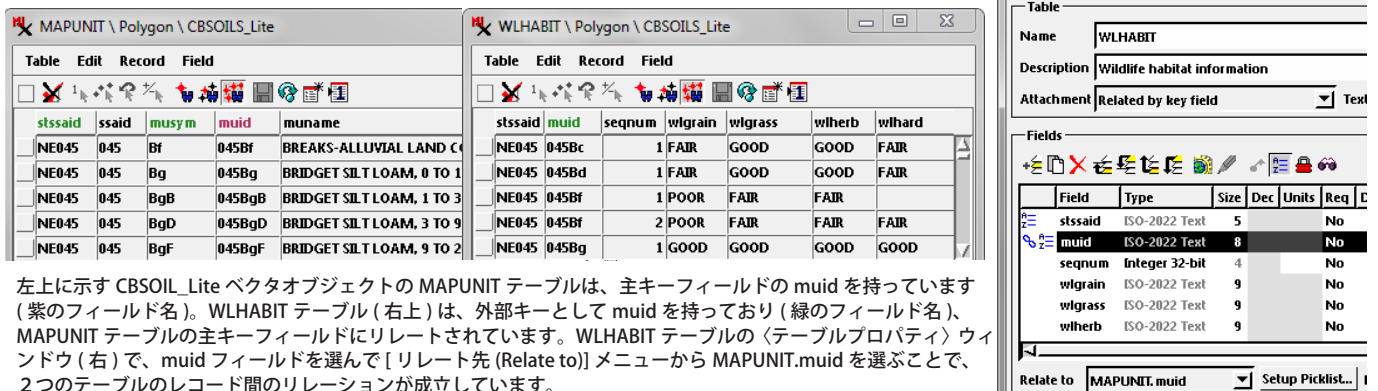 MAPUNIT \ Polygon \ CBSOILS_Lite
Table Edit Record Field
stssaid ssaid musym muid muname
NE045 045 Bf 045Bf BREAKS-ALLUVIAL LAND
NE045 045 Bg 045Bg BRIDGET SILT LOAM, 0 TO 1
NE045 045 BgB 045BgB BRIDGET SILT LOAM, 1 TO 3
NE045 045 BgD 045BgD BRIDGET SILT LOAM, 3 TO 9
NE045 045 BgF 045BgF BRIDGET SILT LOAM, 9 TO 2
WLHABIT \ Polygon \ CBSOILS_Lite
Table Edit Record Field
stssaid muid seqnum wlgrain wlgrass wlherb wlhard
NE045 045Bc 1 FAIR GOOD GOOD FAIR
NE045 045Bd 1 FAIR GOOD GOOD FAIR
NE045 045Bf 1 POOR FAIR FAIR
NE045 045Bf 2 POOR FAIR FAIR FAIR
NE045 045Bg 1 GOOD GOOD GOOD GOOD
Table
Name WLHABIT
Description Wildlife habitat information
Attachment Related by key field Text
Fields
Field Type Size Dec Units Req
stssaid ISO-2022 Text 5 No
muid ISO-2022 Text 8 No
seqnum Integer 32-bit 4 No
wlgrain ISO-2022 Text 9 No
wlgrass ISO-2022 Text 9 No
wlherb ISO-2022 Text 9 No
Relate to MAPUNIT.muid Setup Picklist...
左上に示す CBSOIL_Lite ベクタオブジェクトの MAPUNIT テーブルは、主キーフィールドの muid を持っています
( 紫のフィールド名 )。WLHABIT テーブル ( 右上 ) は、外部キーとして muid を持っており ( 緑のフィールド名 )、
MAPUNIT テーブルの主キーフィールドにリレートされています。WLHABIT テーブルの〈テーブルプロパティ〉ウィ
ンドウ ( 右 ) で、muid フィールドを選んで [ リレート先 (Relate to)] メニューから MAPUNIT.muid を選ぶことで、
２つのテーブルのレコード間のリレーションが成立しています。